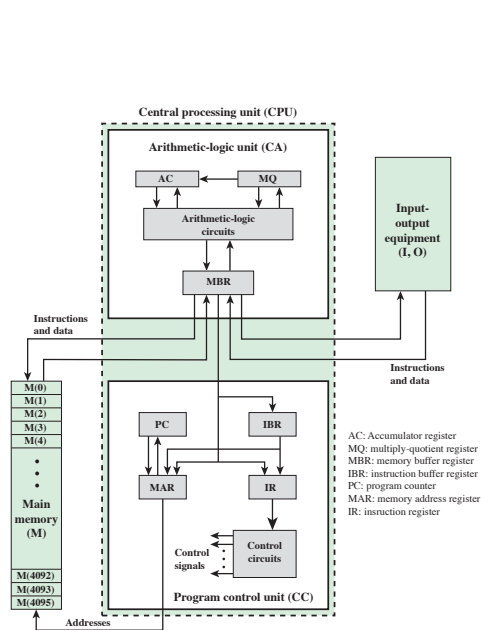 Central processing unit (CPU)
Arithmetic-logic unit (CA)
AC
MQ
Arithmetic-logic
circuits
MBR
Input-
output
equipment
(I, O)
Instructions
and data
Instructions
and data
M(0)
M(1)
M(2)
M(3)
M(4)
Main
memory
(M)
M(4092)
M(4093)
M(4095)
PC
IBR
MAR
IR
Control
signals
Control
circuits
Program control unit (CC)
Addresses
AC: Accumulator register
MQ: multiply-quotient register
MBR: memory buffer register
IBR: instruction buffer register
PC: program counter
MAR: memory address register
IR: insruction register